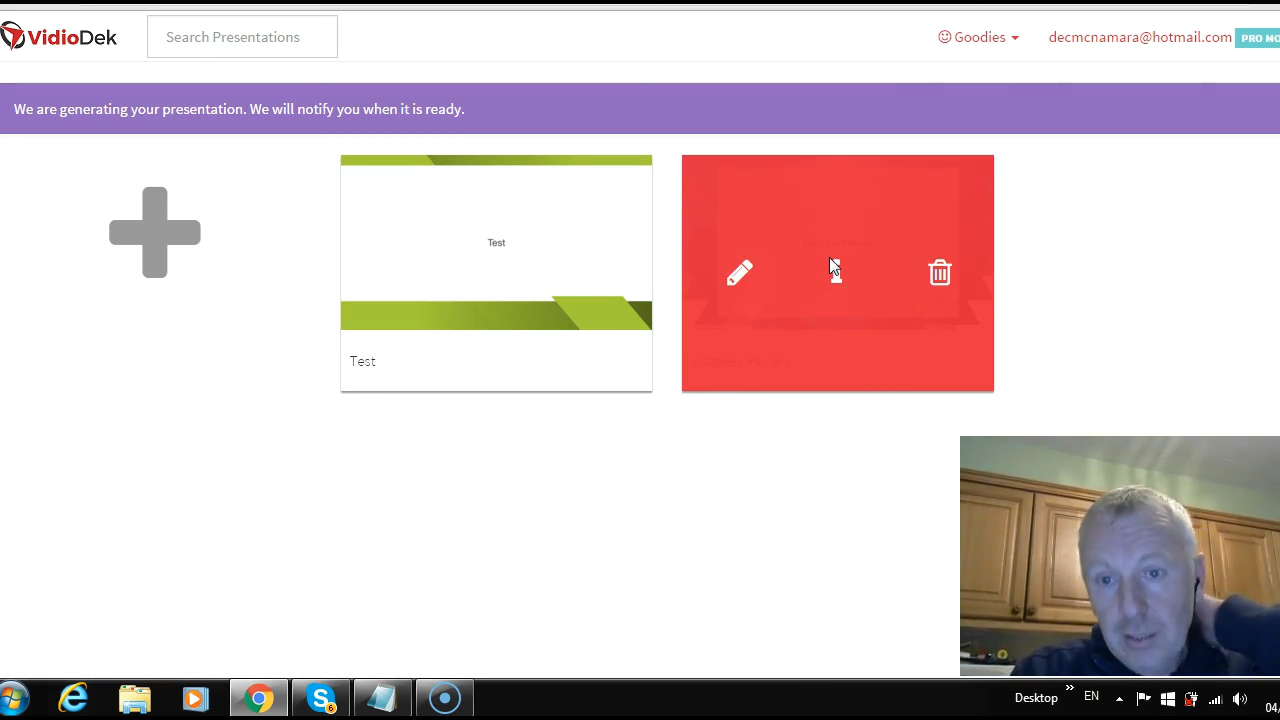 VidioDek
Search Presentations
Goodies
decmcnamara@hotmail.com
PRO MO
We are generating your presentation. We will notify you when it is ready.
Test
Test
Desktop
EN
04/